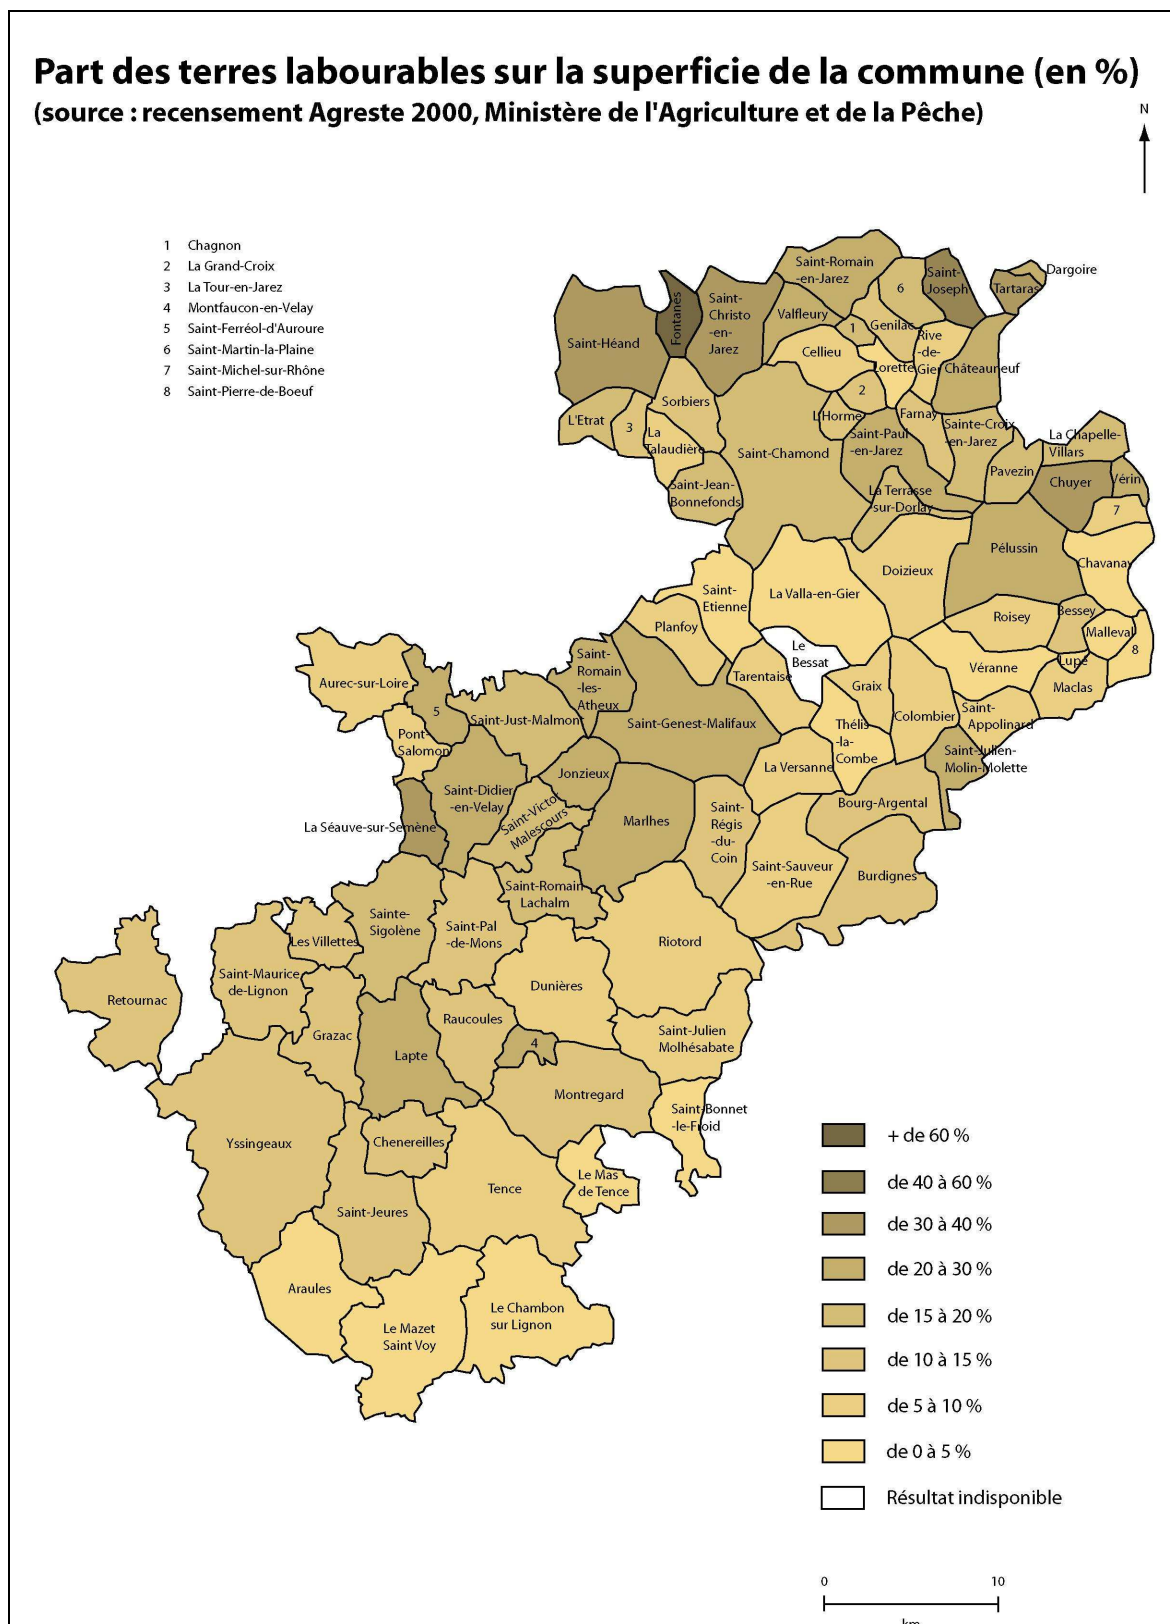 Part des terres labourables sur la superficie de la commune (en %)
(source : recensement Agreste 2000, Ministère de l'Agriculture et de la Pêche)
N
1 Chagnon
2 La Grand-Croix
3 La Tour-en-Jarez
4 Montfaucon-en-Velay
5 Saint-Ferréol-d'Auroure
6 Saint-Martin-la-Plaine
7 Saint-Michel-sur-Rhône
8 Saint-Pierre-de-Boeuf
Saint-Romain
-en-Jarez
Saint-
Joseph
Dargoire
Tartaras
6
Fontanès
Saint-
Christo
-en-
Jarez
Valfleury
1
Genilac
Rive
-de-
Gier
Saint-Héand
Cellieu
Lorette
Châteauneuf
2
Sorbiers
L'Etrat
3
La
Talaudière
L'Horme
Farnay
Saint-Paul
-en-Jarez
Sainte-Croix
-en-Jarez
La Chapelle-
Villars
Saint-Chamond
Pavezin
Chuyer
Vérin
Saint-Jean-
Bonnefonds
La Terrasse
-sur-Dorlay
7
Pélussin
Chavanay
Doizieux
Saint-
Etienne
La Valla-en-Gier
Planfoy
Roisey
Bessey
Malleval
8
Le
Bessat
Saint-
Romain
-les-
Atheux
Tarentaise
Véranne
Lupé
Maclas
Graix
Aurec-sur-Loire
5
Saint-Just-Malmont
Saint-Genest-Malifaux
Colombier
Saint-
Appolinard
Thélis
-la-
Combe
Pont-
Salomon
Jonzieux
La Versanne
Saint-Julien-
Molin-Molette
Saint-Didier
-en-Velay
Saint-Victor
Malescours
Marlhes
Saint-
Régis
-du-
Coin
Bourg-Argental
La Séauve-sur-Semène
Saint-Sauveur
-en-Rue
Burdignes
Saint-Romain
Lachalm
Sainte-
Sigolène
Saint-Pal
-de-Mons
Les Villettes
Riotord
Saint-Maurice
de-Lignon
Retournac
Dunières
Raucoules
Grazac
Saint-Julien
Molhésabate
4
Lapte
Montregard
Saint-Bonnet
-le-Froid
Yssingeaux
Chenereilles
Le Mas
de Tence
Tence
Saint-Jeures
Araules
Le Chambon
sur Lignon
Le Mazet
Saint Voy
+ de 60 %
de 40 à 60 %
de 30 à 40 %
de 20 à 30 %
de 15 à 20 %
de 10 à 15 %
de 5 à 10 %
de 0 à 5 %
Résultat indisponible
0 10
km